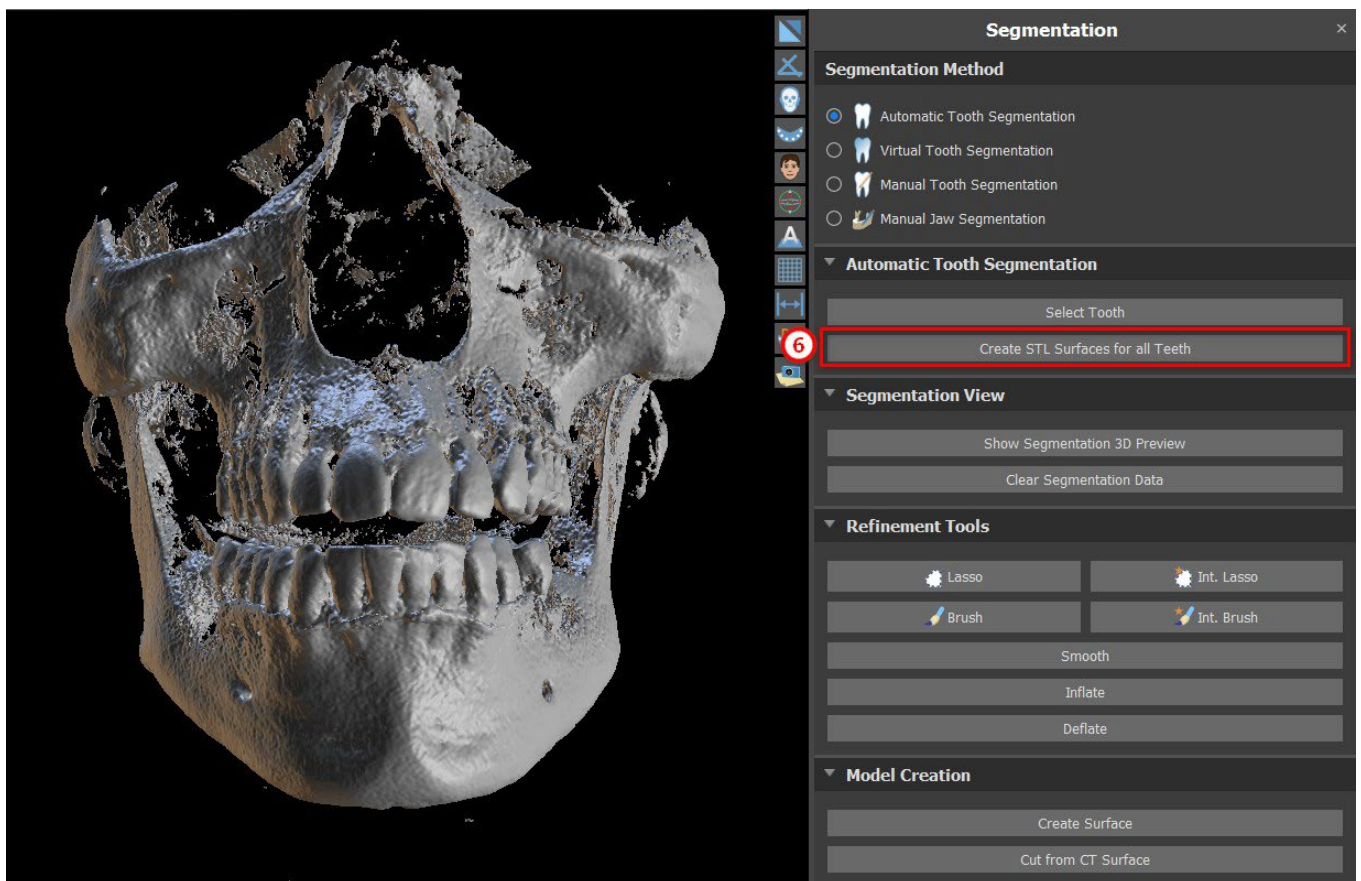 Segmentation
×
Segmentation Method
Automatic Tooth Segmentation
Virtual Tooth Segmentation
Manual Tooth Segmentation
Manual Jaw Segmentation
A
Automatic Tooth Segmentation
Select Tooth
6
Create STL Surfaces for all Teeth
Segmentation View
Show Segmentation 3D Preview
Clear Segmentation Data
Refinement Tools
Lasso Int. Lasso
Brush Int. Brush
Smooth
Inflate
Deflate
Model Creation
Create Surface
Cut from CT Surface